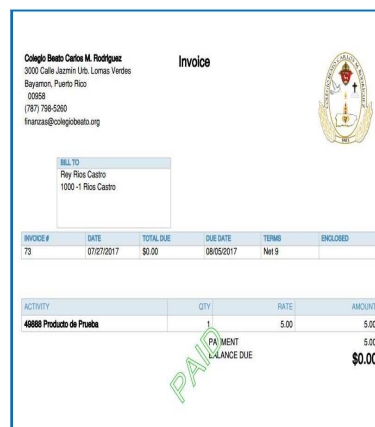 Colegio Beato Carlos M. Rodriguez
3000 Calle Jazmin Urb. Lomas Verdes
Bayamon, Puerto Rico
00958
(787) 798-5260
finanzas@colegiobeato.org
Invoice
BILL TO
Rey Rios Castro
1000 -1 Rios Castro
INVOICE # DATE TOTAL DUE DUE DATE TERMS ENCLOSED
73 07/27/2017 $0.00 08/05/2017 Net 9
ACTIVITY QTY RATE AMOUNT
49888 Producto de Prueba 1 5.00 5.00
PAYMENT 5.00
BALANCE DUE $0.00
PAID